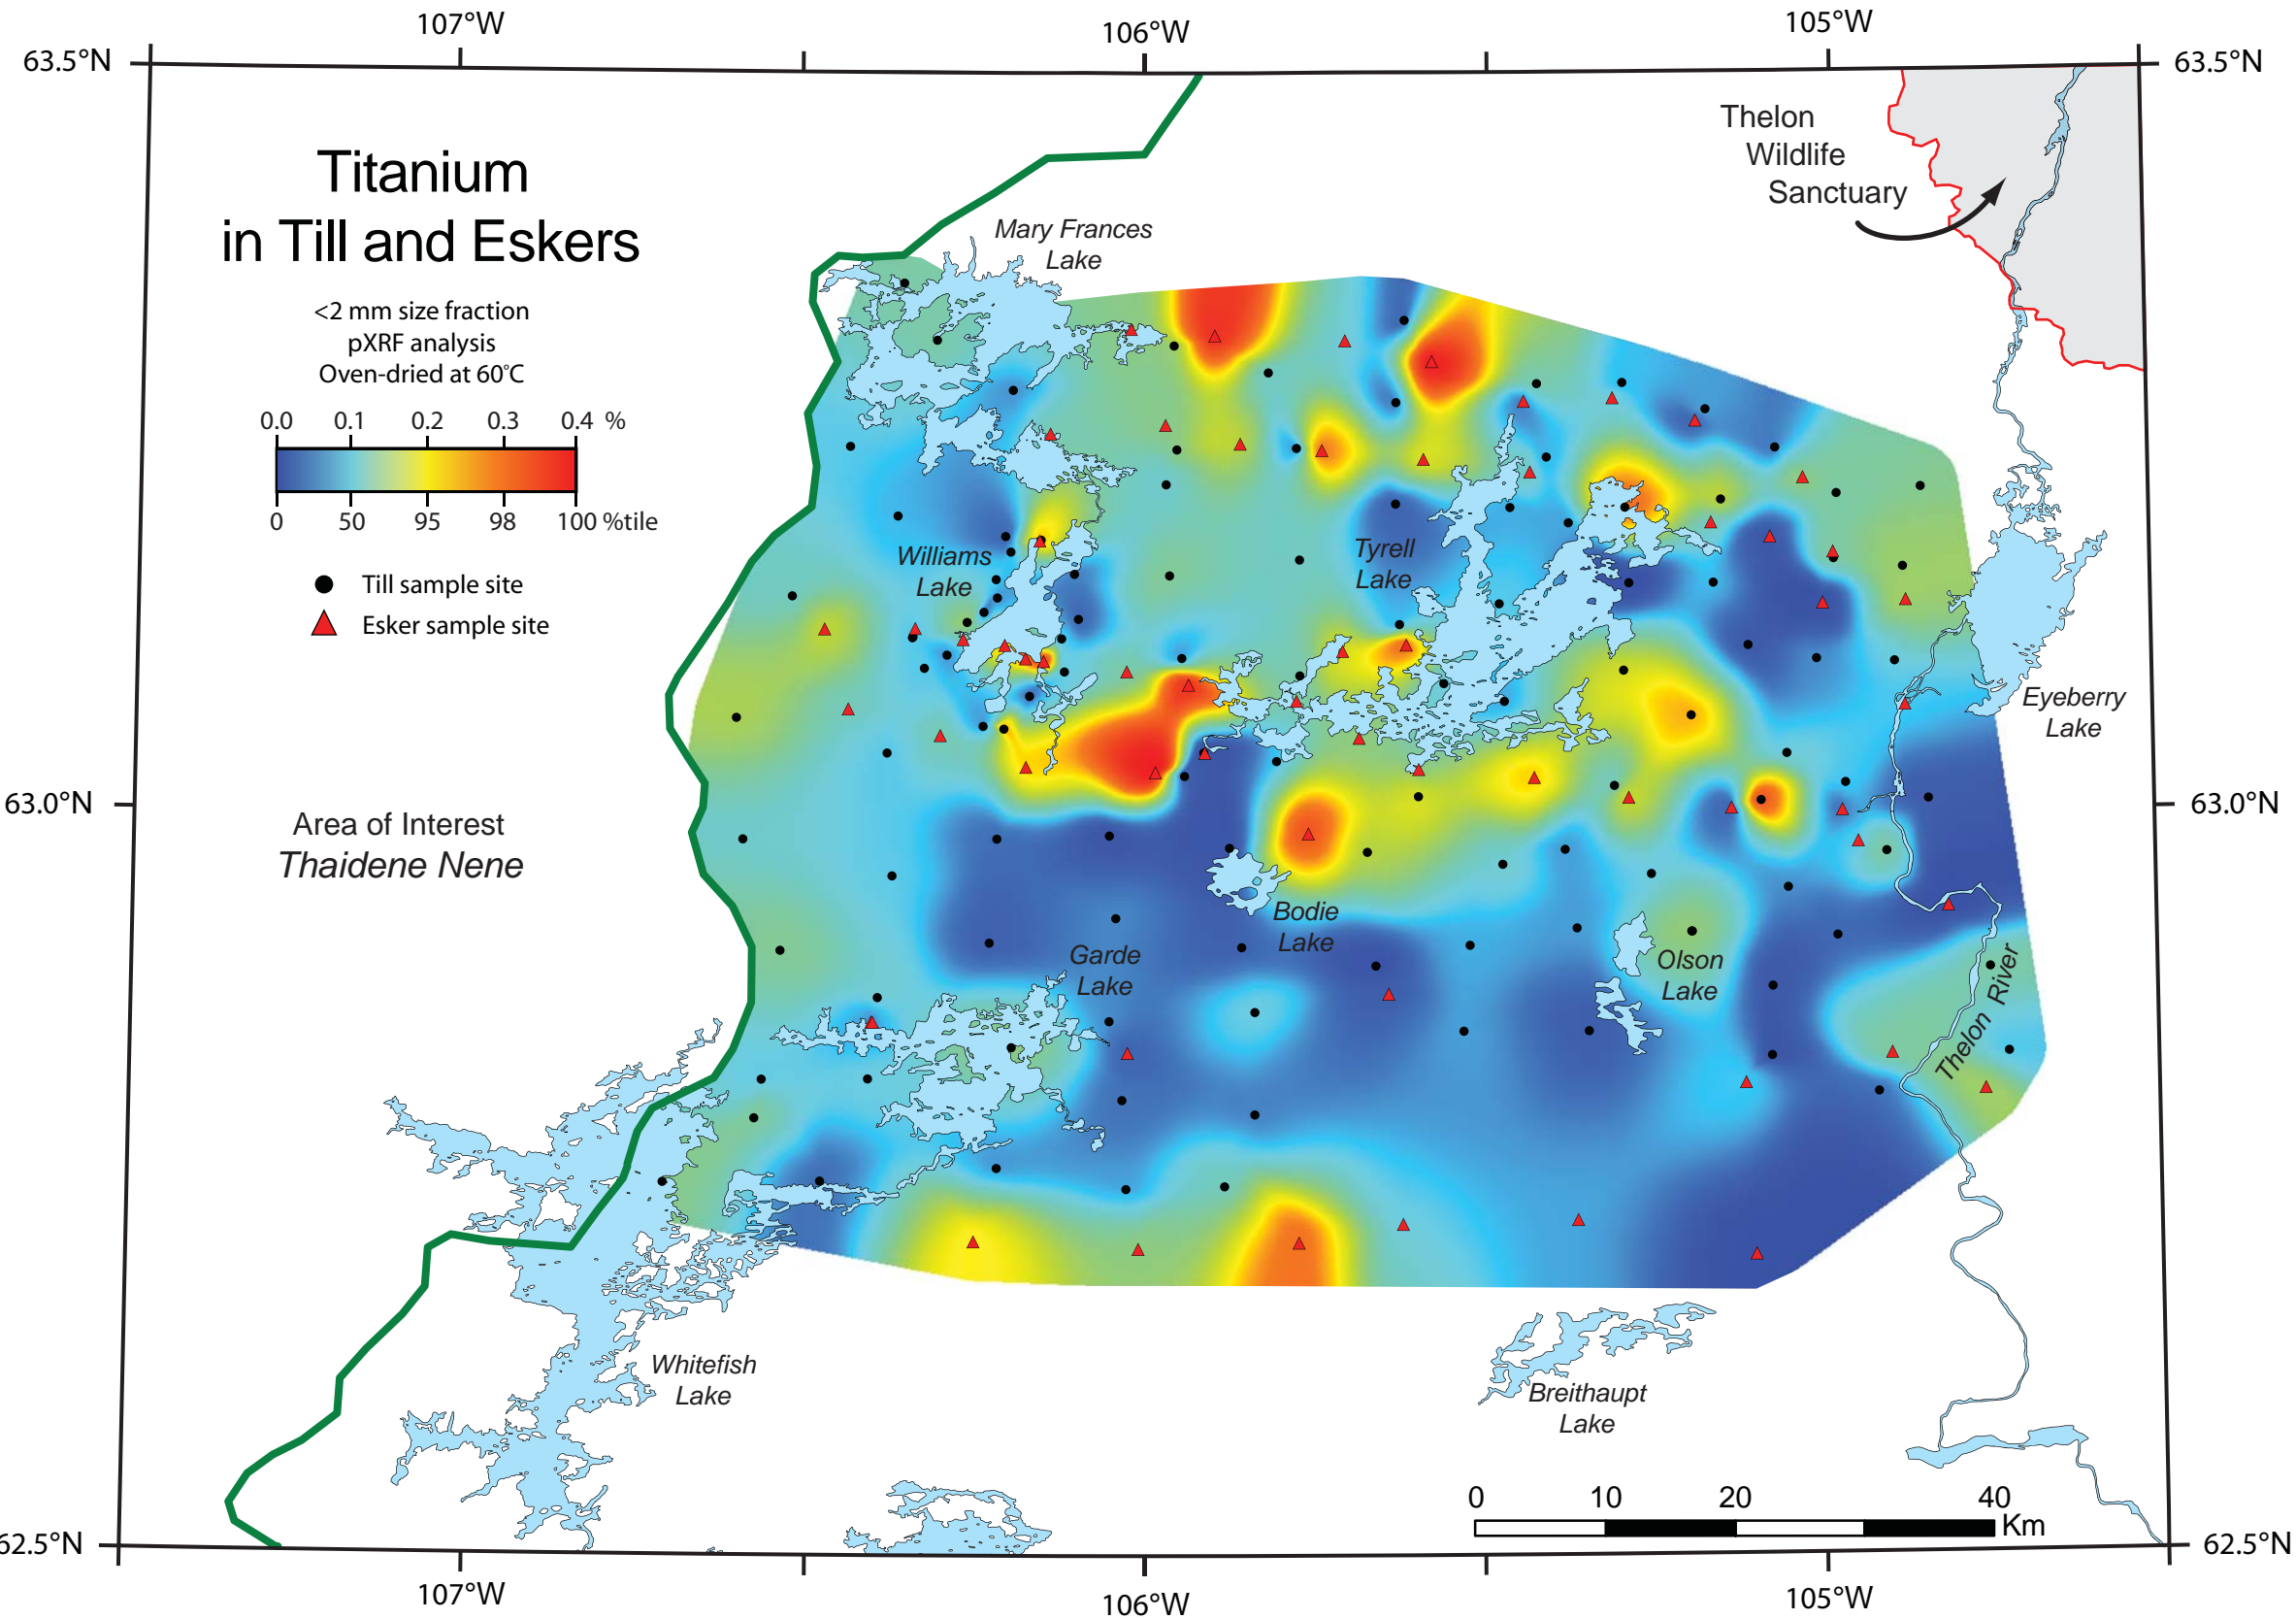 107°W
106°W
105°W
63.5°N
63.5°N
Thelon
Wildlife
Sanctuary
Titanium
in Till and Eskers
<2 mm size fraction
pXRF analysis
Oven-dried at 60°C
0.0 0.1 0.2 0.3 0.4 %
0 50 95 98 100 %tile
Till sample site
Esker sample site
Mary Frances
Lake
Williams
Lake
Tyrell
Lake
Eyeberry
Lake
63.0°N
63.0°N
Area of Interest
Thaidene Nene
Bodie
Lake
Garde
Lake
Olson
Lake
Thelon River
Whitefish
Lake
Breithaupt
Lake
0 10 20 40
Km
62.5°N
62.5°N
107°W
106°W
105°W